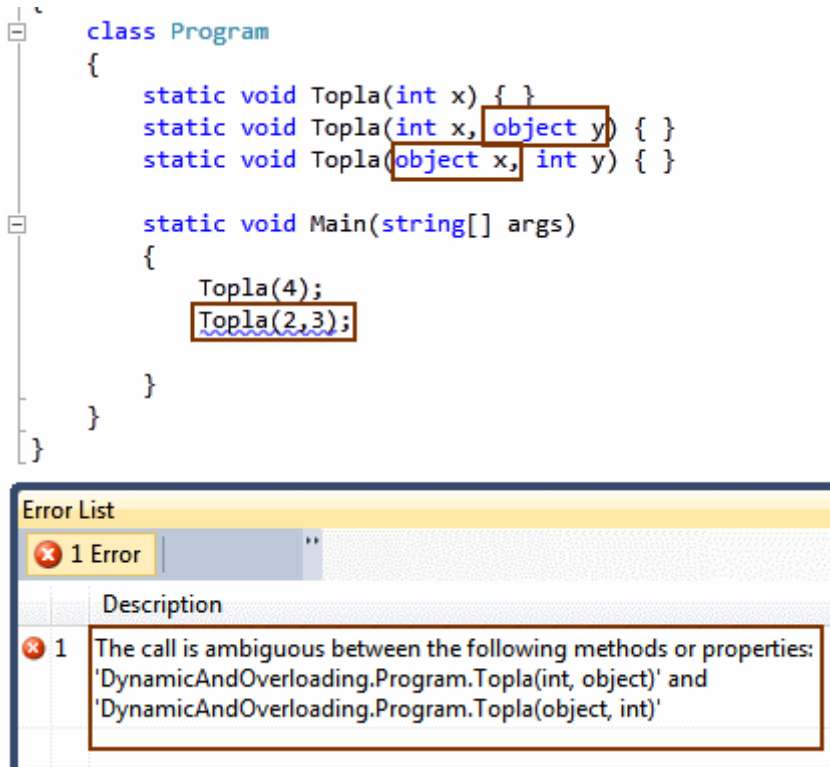 {
class Program
{
static void Topla(int x) { }
static void Topla(int x, object y) { }
static void Topla(object x, int y) { }
static void Main(string[] args)
{
Topla(4);
Topla(2,3);
}
}
}
Error List
1 Error
Description
1 The call is ambiguous between the following methods or properties:
'DynamicAndOverloading.Program.Topla(int, object)' and
'DynamicAndOverloading.Program.Topla(object, int)'